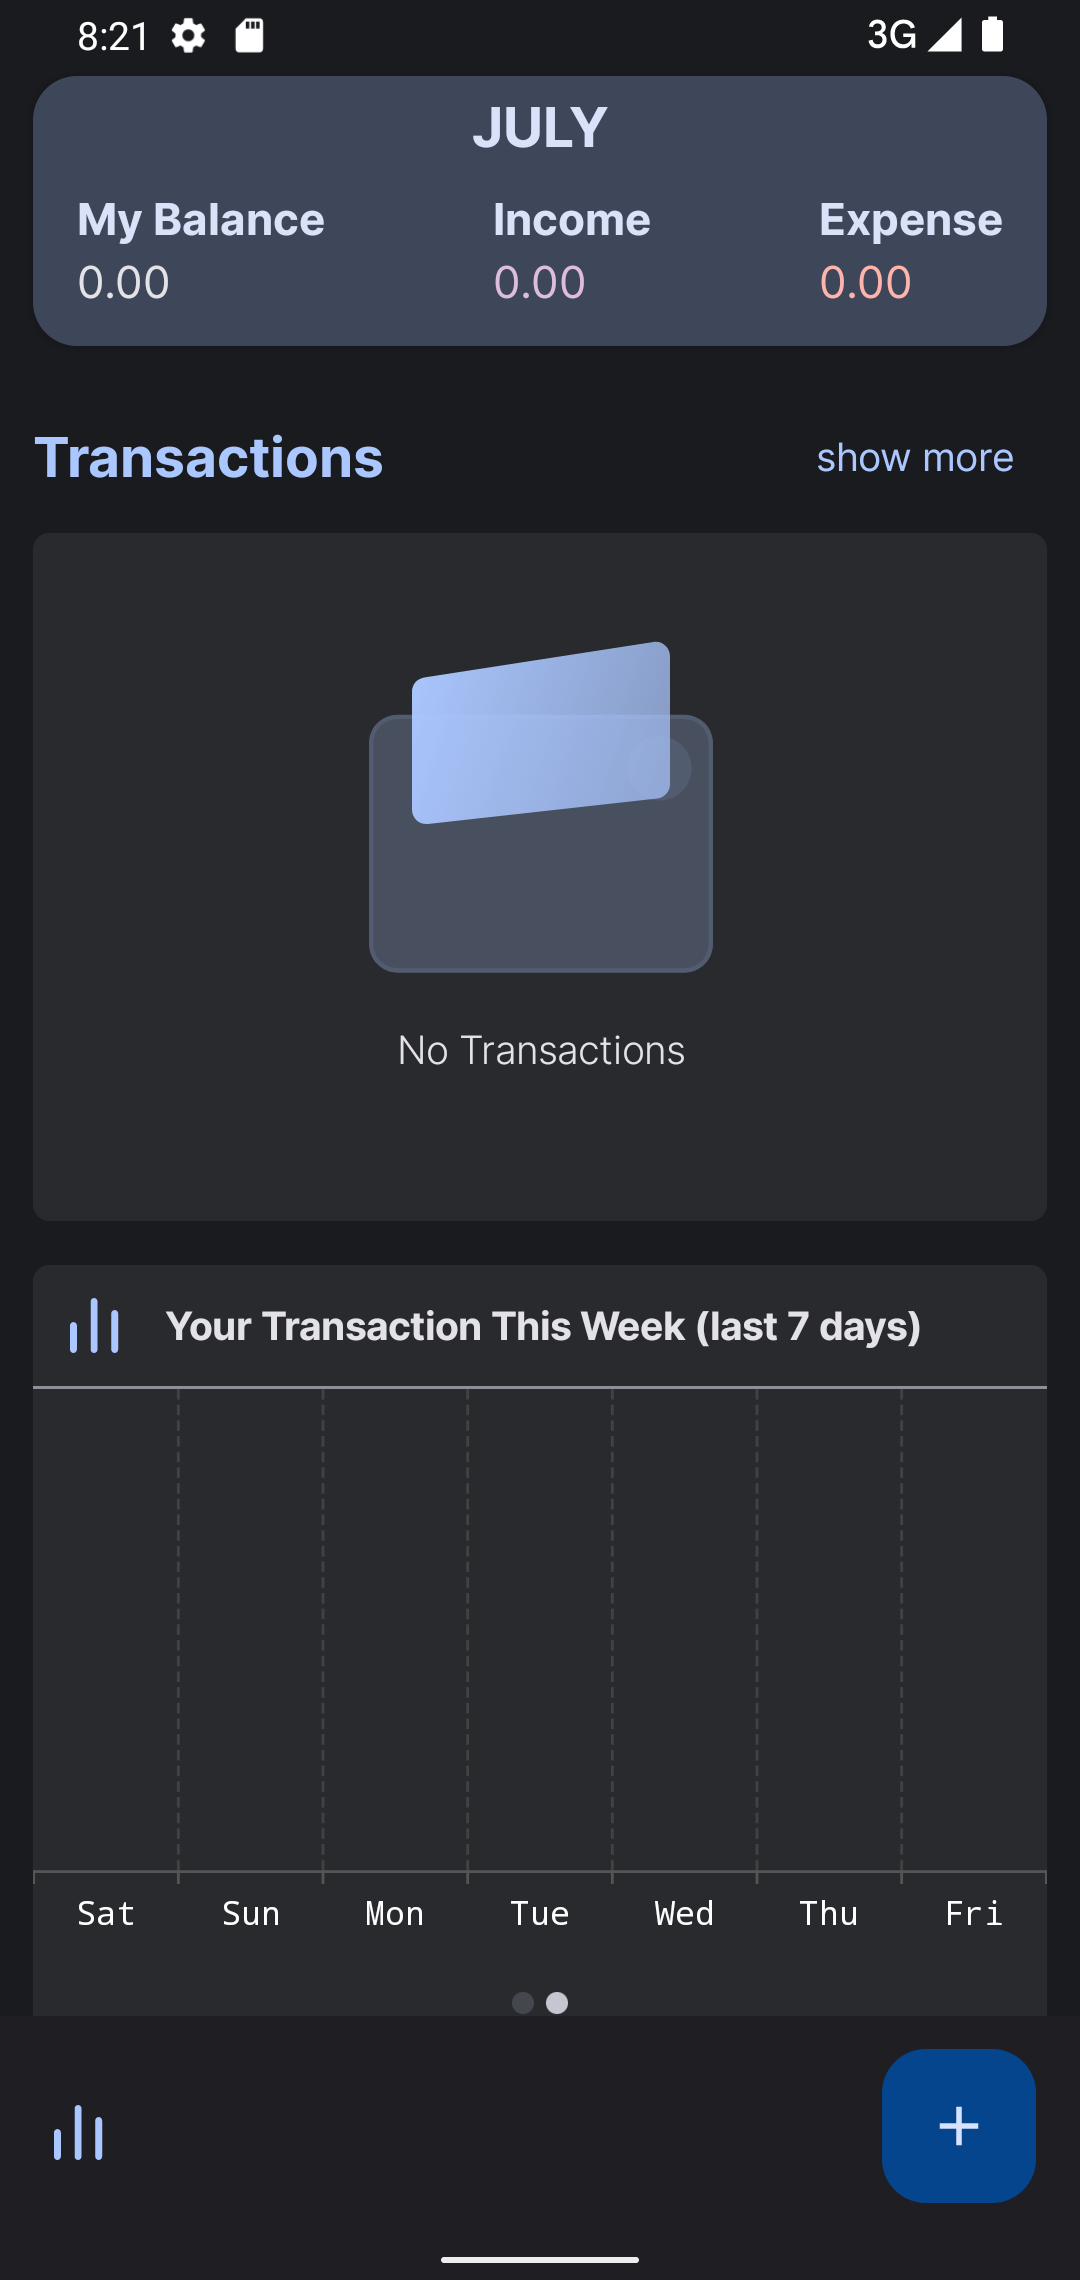 8:21 3G
JULY
My Balance Income Expense
0.00 0.00 0.00
Transactions show more
No Transactions
Your Transaction This Week (last 7 days)
Sat Sun Mon Tue Wed Thu Fri